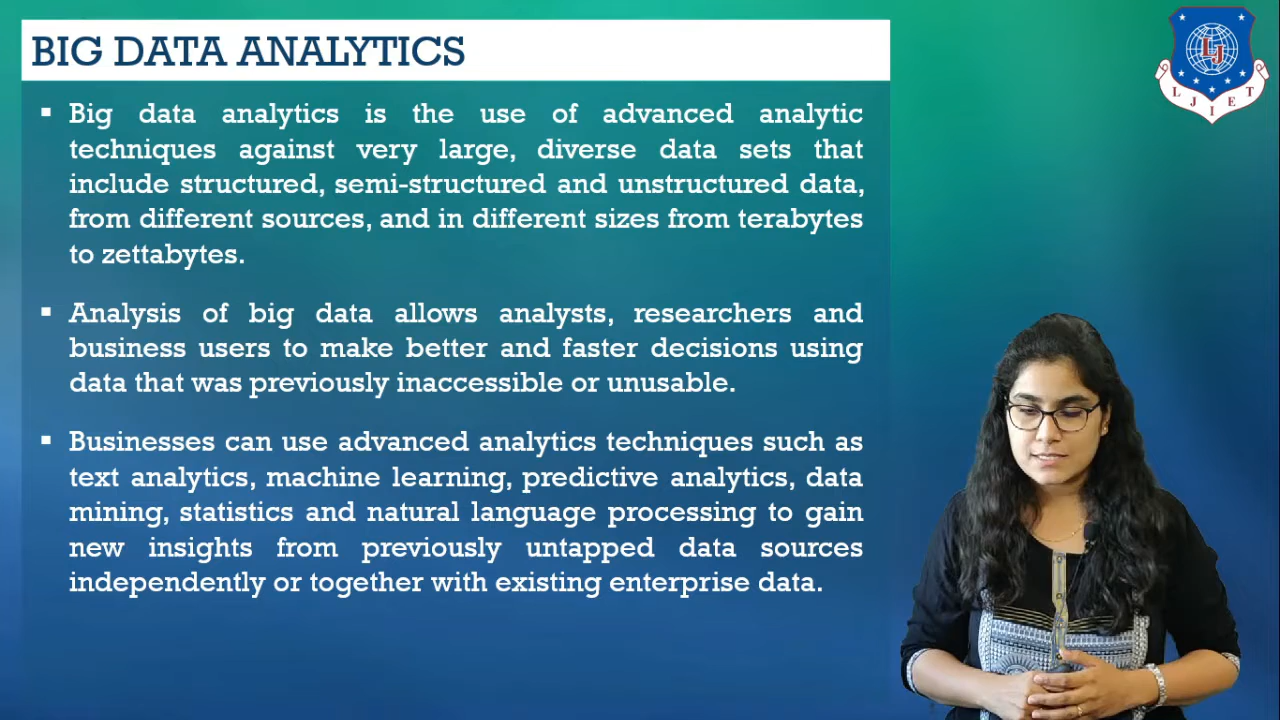 BIG DATA ANALYTICS
▪ Big data analytics is the use of advanced analytic
techniques against very large, diverse data sets that
include structured, semi-structured and unstructured data,
from different sources, and in different sizes from terabytes
to zettabytes.
▪ Analysis of big data allows analysts, researchers and
business users to make better and faster decisions using
data that was previously inaccessible or unusable.
▪ Businesses can use advanced analytics techniques such as
text analytics, machine learning, predictive analytics, data
mining, statistics and natural language processing to gain
new insights from previously untapped data sources
independently or together with existing enterprise data.
LJ
LJIET